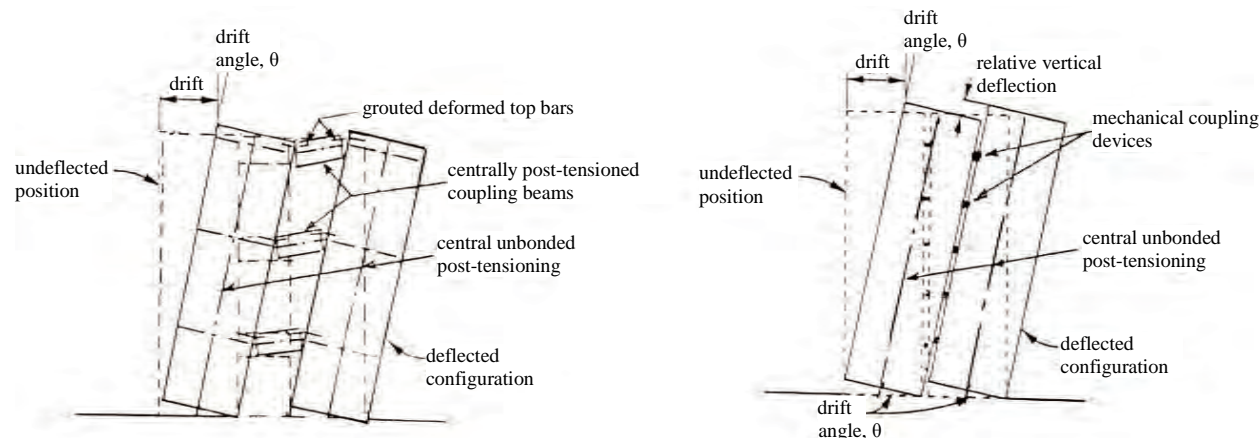 drift
angle, θ
drift
grouted deformed top bars
undeflected
position
centrally post-tensioned
coupling beams
central unbonded
post-tensioning
deflected
configuration
drift
angle, θ
drift
relative vertical
deflection
mechanical coupling
devices
undeflected
position
central unbonded
post-tensioning
deflected
configuration
drift
angle, θ